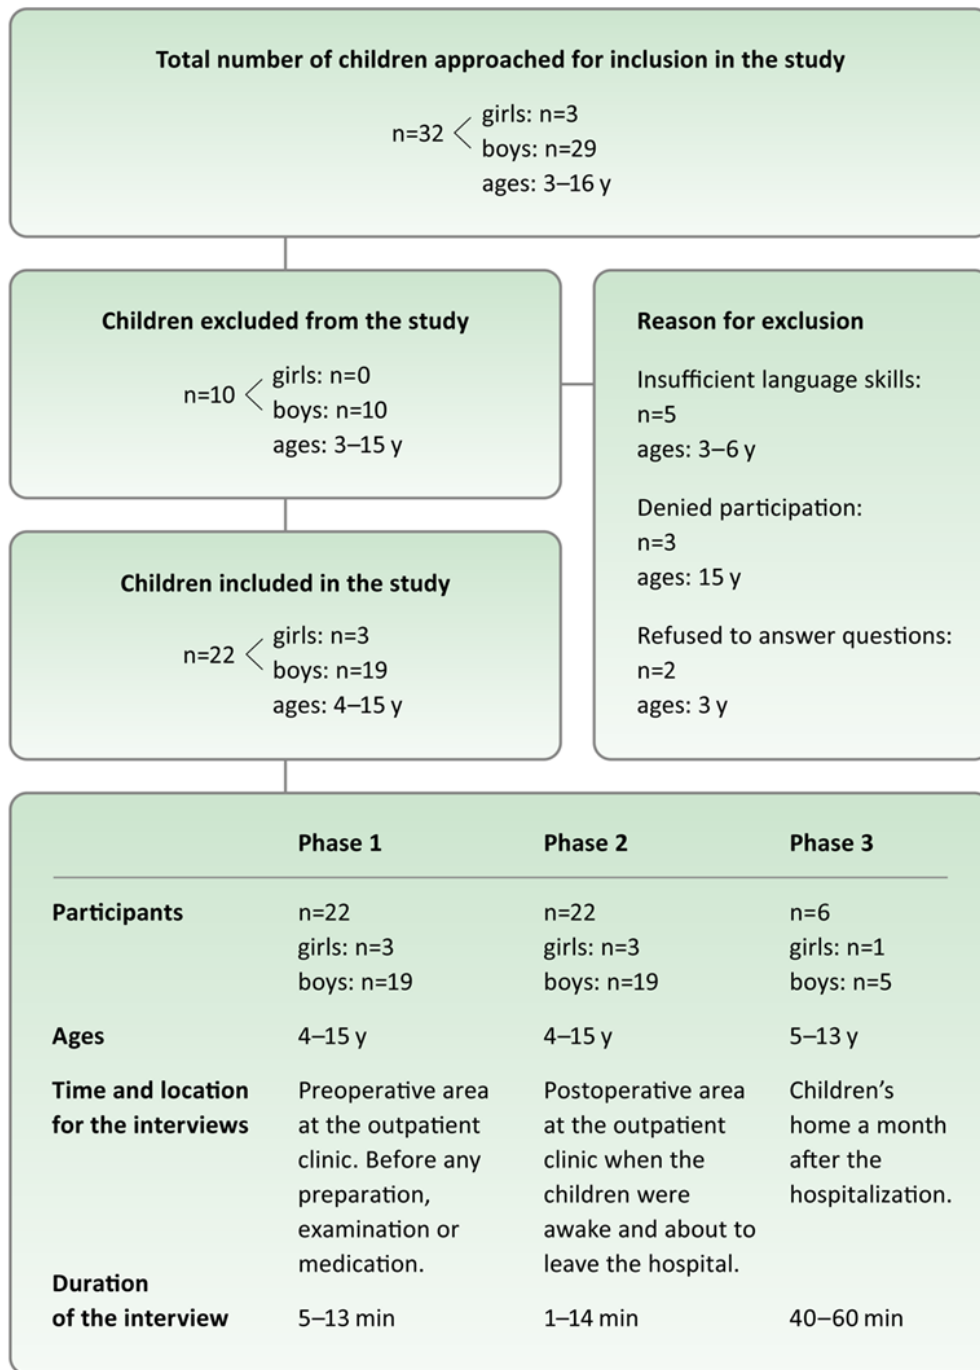 Total number of children approached for inclusion in the study
n=32
girls: n=3
boys: n=29
ages: 3–16 y
Children excluded from the study
n=10
girls: n=0
boys: n=10
ages: 3–15 y
Reason for exclusion
Insufficient language skills:
n=5
ages: 3–6 y
Denied participation:
n=3
ages: 15 y
Refused to answer questions:
n=2
ages: 3 y
Children included in the study
n=22
girls: n=3
boys: n=19
ages: 4–15 y
Phase 1
Phase 2
Phase 3
Participants
n=22
girls: n=3
boys: n=19
n=22
girls: n=3
boys: n=19
n=6
girls: n=1
boys: n=5
Ages
4–15 y
4–15 y
5–13 y
Time and location
for the interviews
Preoperative area
at the outpatient
clinic. Before any
preparation,
examination or
medication.
Postoperative area
at the outpatient
clinic when the
children were
awake and about to
leave the hospital.
Children’s
home a month
after the
hospitalization.
Duration
of the interview
5–13 min
1–14 min
40–60 min